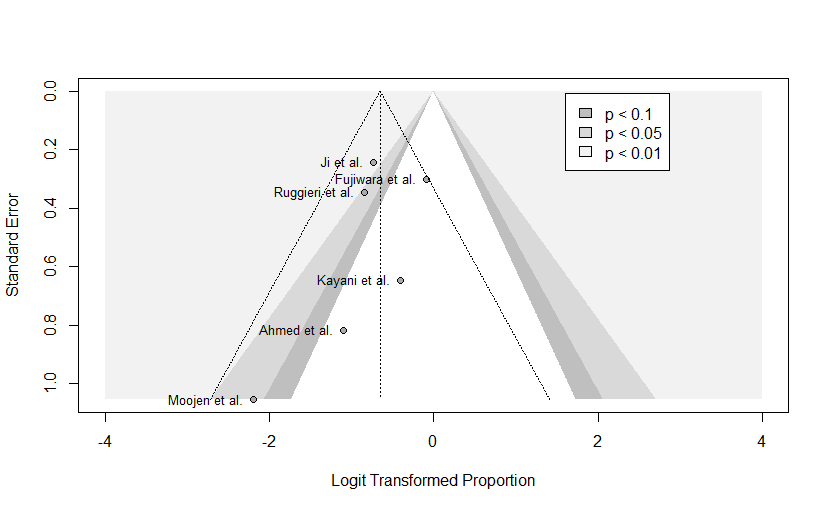 0.0
0.2
0.4
0.6
0.8
1.0
Standard Error
p < 0.1
p < 0.05
p < 0.01
Ji et al.
Fujiwara et al.
Ruggieri et al.
Kayani et al.
Ahmed et al.
Moojen et al.
-4
-2
0
2
4
Logit Transformed Proportion